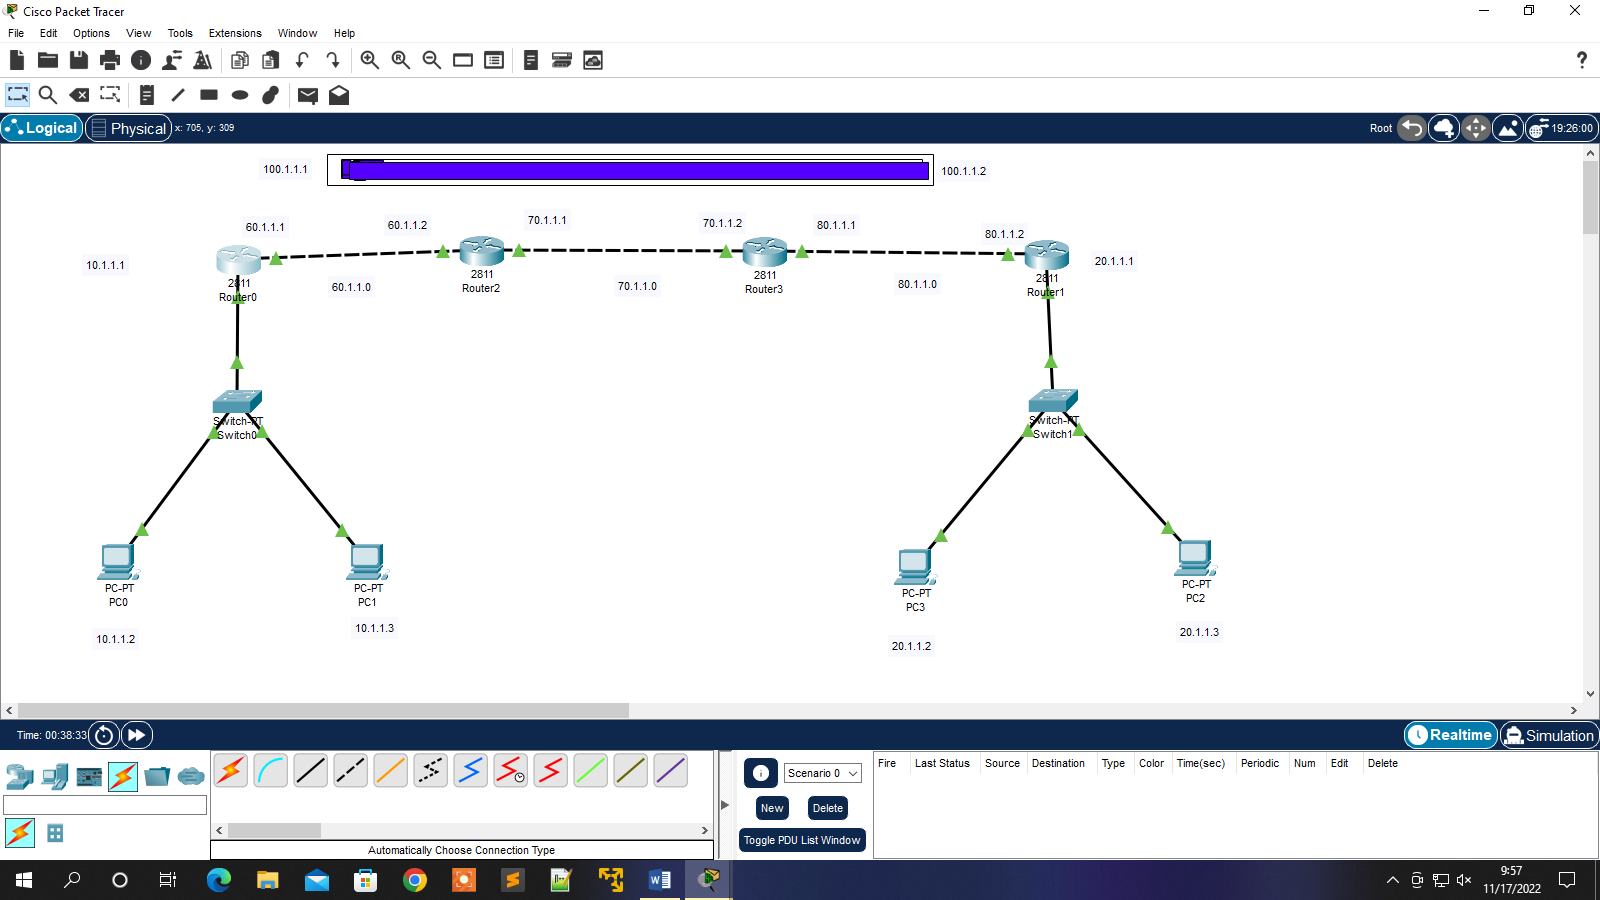 Cisco Packet Tracer
File Edit Options View Tools Extensions Window Help
Logical Physical x: 705, y: 309 Root 19:26:00
100.1.1.1 100.1.1.2
60.1.1.1 60.1.1.2 70.1.1.1 70.1.1.2 80.1.1.1 80.1.1.2
10.1.1.1 20.1.1.1
2811
Router0
2811
Router2
2811
Router3
2811
Router1
60.1.1.0 70.1.1.0 80.1.1.0
Switch-PT
Switch0
Switch-PT
Switch1
PC-PT
PC0
PC-PT
PC1
PC-PT
PC3
PC-PT
PC2
10.1.1.2
10.1.1.3
20.1.1.2
20.1.1.3
Time: 00:38:33 Realtime Simulation
Scenario 0
New Delete
Toggle PDU List Window
Fire Last Status Source Destination Type Color Time(sec) Periodic Num Edit Delete
Automatically Choose Connection Type
9:57
11/17/2022